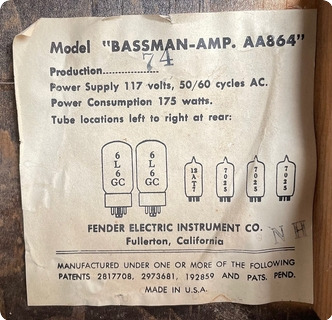 Model "BASSMAN-AMP. AA864"
Production.................... 74
Power Supply 117 volts, 50/60 cycles AC.
Power Consumption 175 watts.
Tube locations left to right at rear:
6L6GC 6L6GC 12AT7 7025 7025 7025
FENDER ELECTRIC INSTRUMENT CO.
Fullerton, California
N H
MANUFACTURED UNDER ONE OR MORE OF THE FOLLOWING
PATENTS 2817708, 2973681, 192859 AND PATS. PEND.
MADE IN U.S.A.